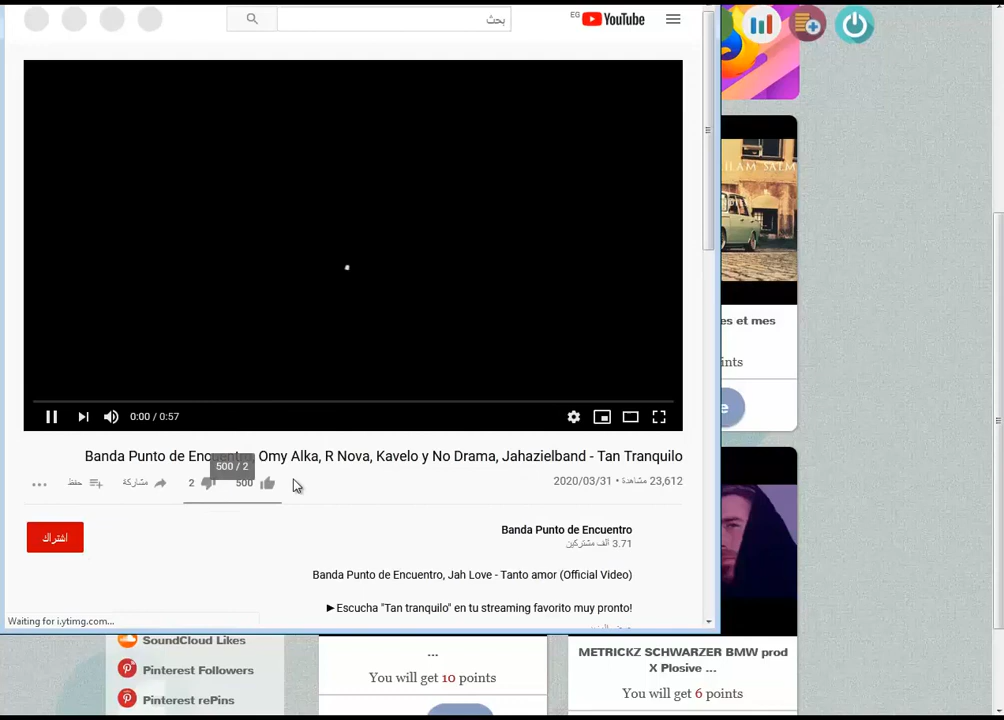 بحث
YouTube EG
ILAM SALM
0:00 / 0:57
Banda Punto de Encuentro, Omy Alka, R Nova, Kavelo y No Drama, Jahazielband - Tan Tranquilo
500 / 2
23,612 مشاهدة • 2020/03/31
500
2
مشاركة
حفظ
...
es et mes
ints
e
Banda Punto de Encuentro
3.71 ألف مشتركين
اشتراك
Banda Punto de Encuentro, Jah Love - Tanto amor (Official Video)
►Escucha "Tan tranquilo" en tu streaming favorito muy pronto!
Waiting for i.ytimg.com...
SoundCloud Likes
Pinterest Followers
Pinterest rePins
...
You will get 10 points
METRICKZ SCHWARZER BMW prod
X Plosive ...
You will get 6 points